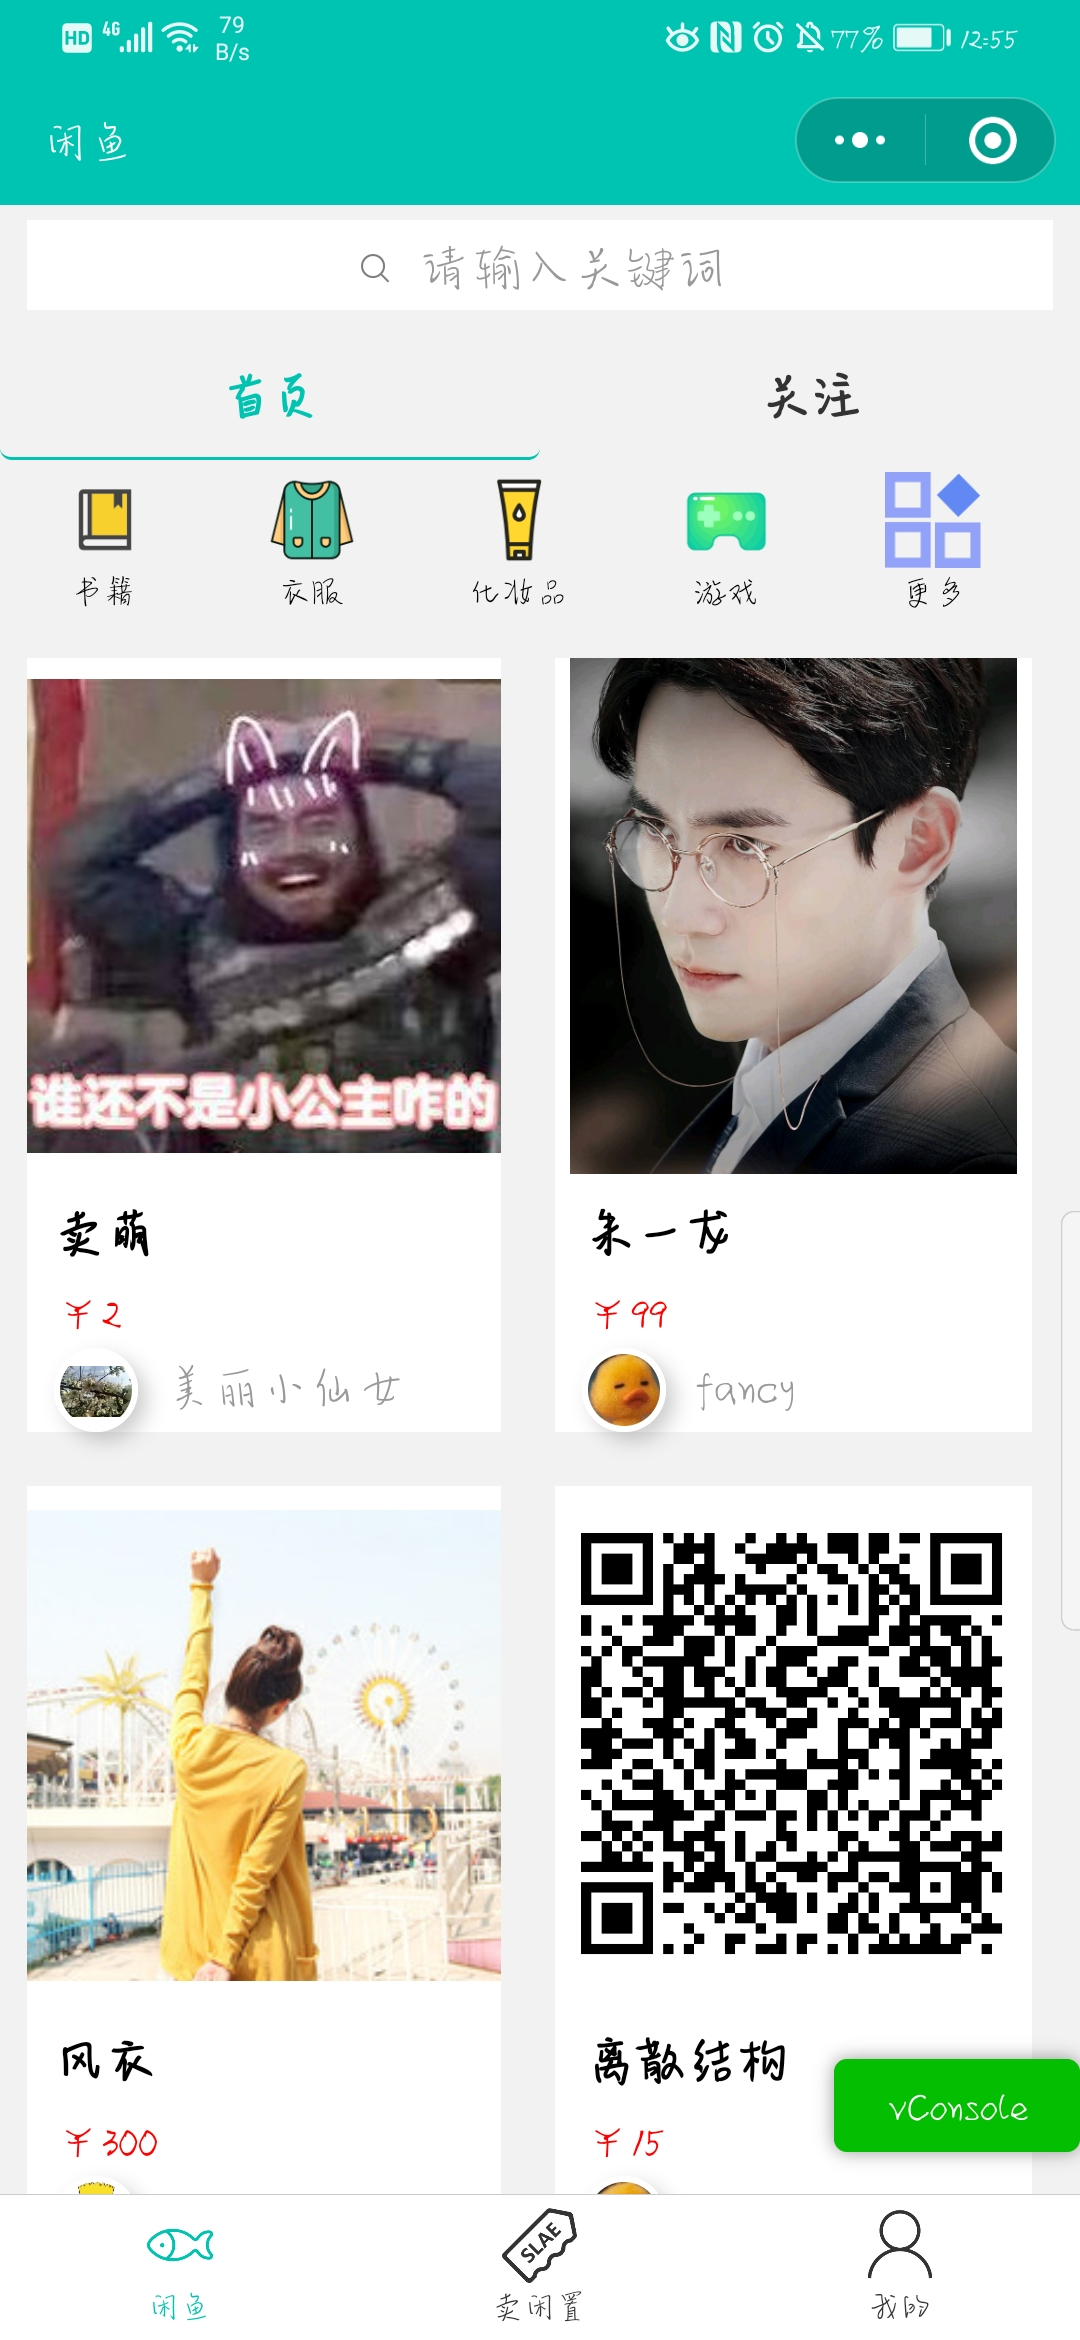 HD 4G 79 B/s 77% 12:55
闲鱼
请输入关键词
首页 关注
书籍 衣服 化妆品 游戏 更多
谁还不是小公主咋的
卖萌 朱一龙
￥2 ￥99
美丽小仙女 fancy
风衣 离散结构
￥300 ￥15
vConsole
SLAE
闲鱼 卖闲置 我的